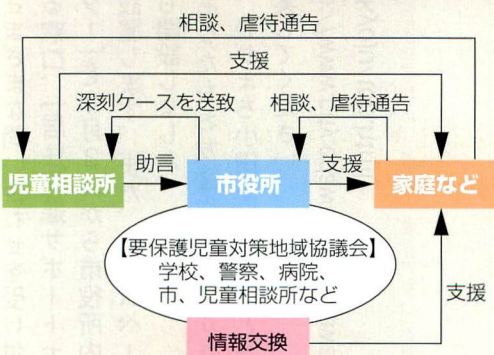 相談、虐待通告
支援
深刻ケースを送致
相談、虐待通告
児童相談所
助言
市役所
支援
家庭など
【要保護児童対策地域協議会】
学校、警察、病院、
市、児童相談所など
支援
情報交換